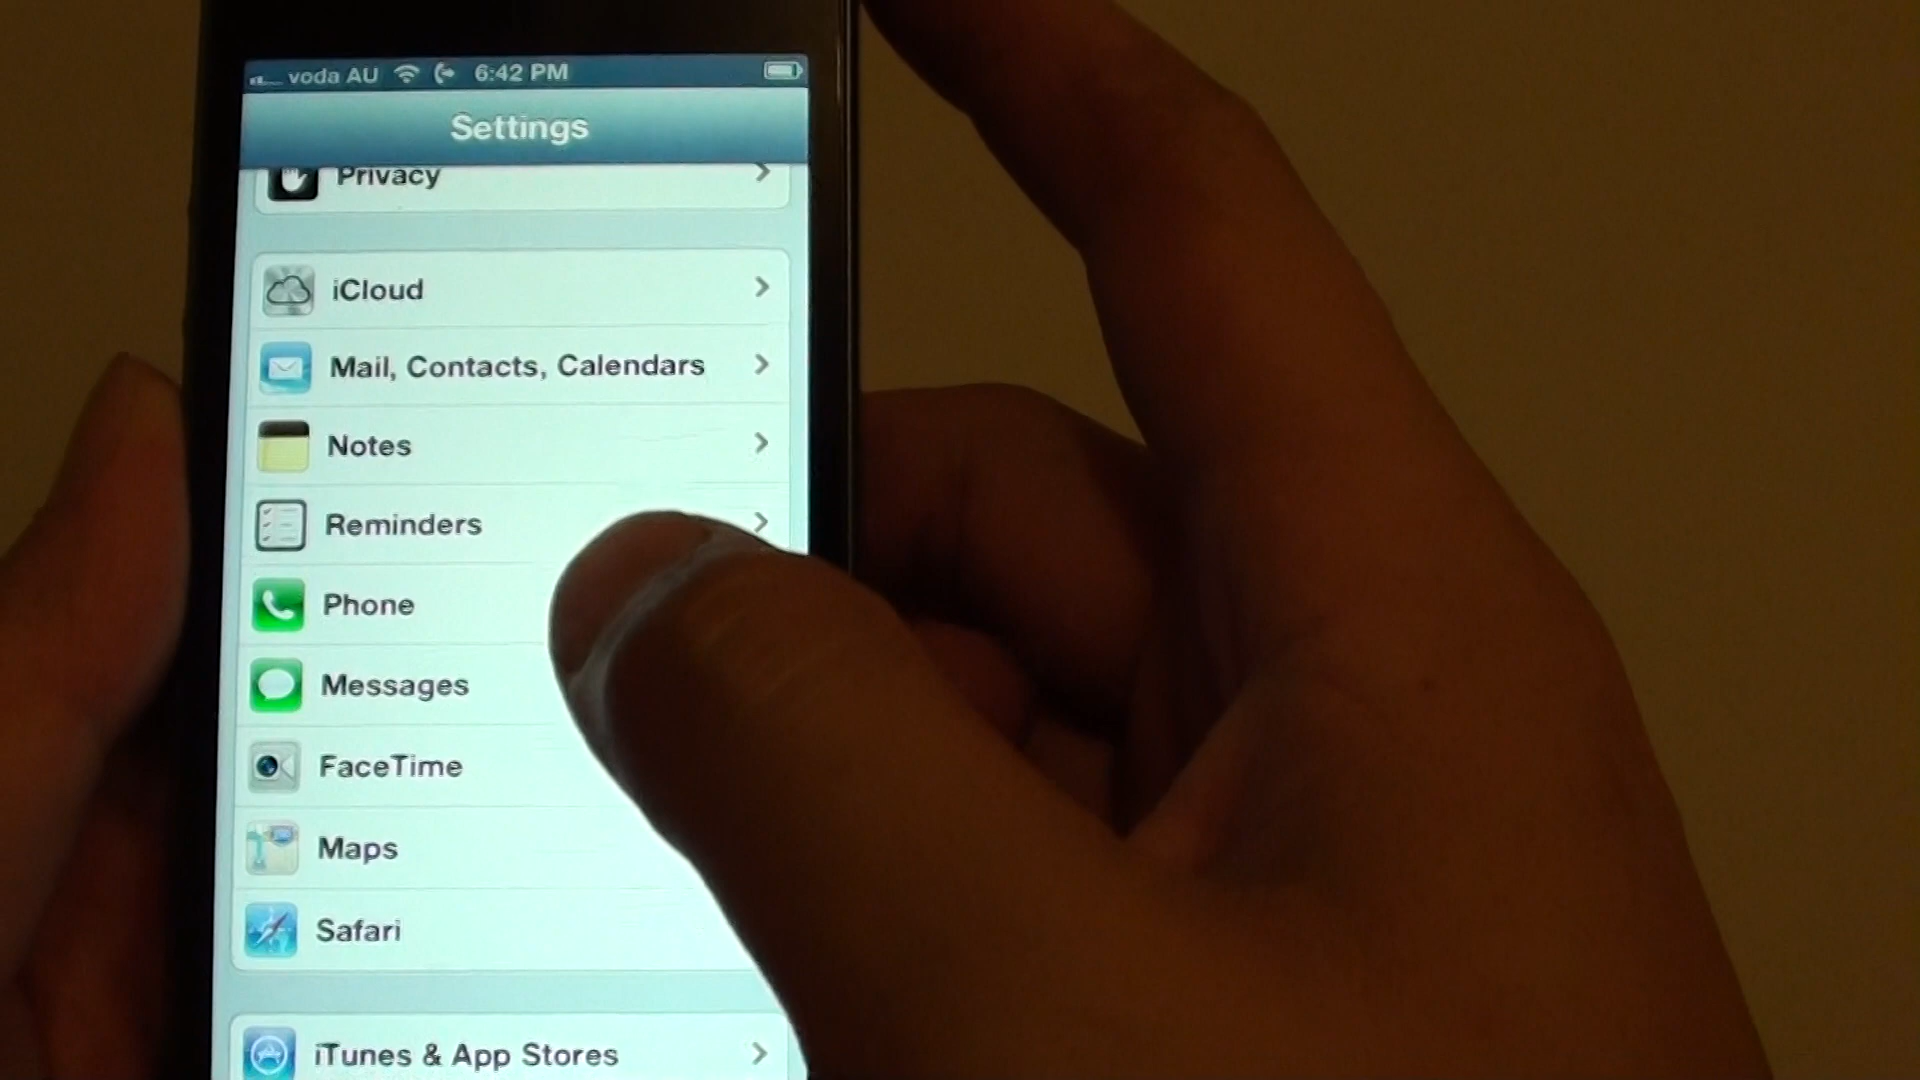 voda AU 6:42 PM
Settings
Privacy
iCloud
Mail, Contacts, Calendars
Notes
Reminders
Phone
Messages
FaceTime
Maps
Safari
iTunes & App Stores